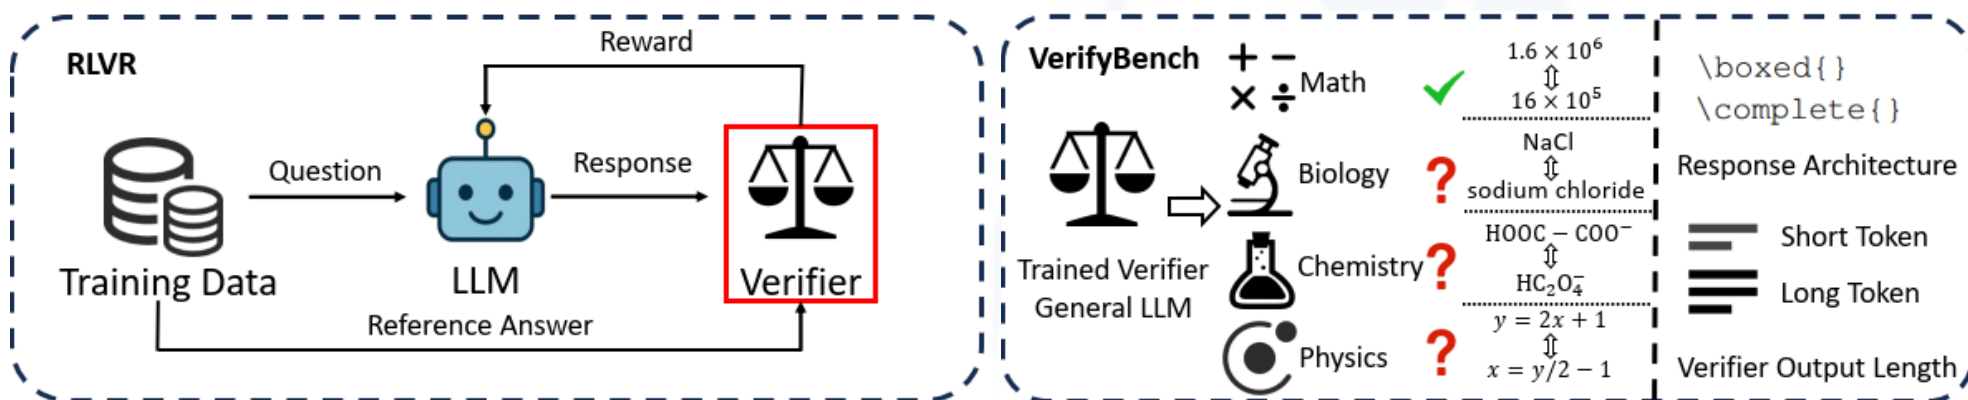 RLVR
Reward
Question
Response
Training Data
LLM
Verifier
Reference Answer
VerifyBench
Trained Verifier
General LLM
Math
1.6 × 10⁶
⇕
16 × 10⁵
Biology
NaCl
⇕
sodium chloride
Chemistry
HOOC − COO⁻
⇕
HC₂O₄⁻
Physics
y = 2x + 1
⇕
x = y/2 − 1
\boxed{}
\complete{}
Response Architecture
Short Token
Long Token
Verifier Output Length